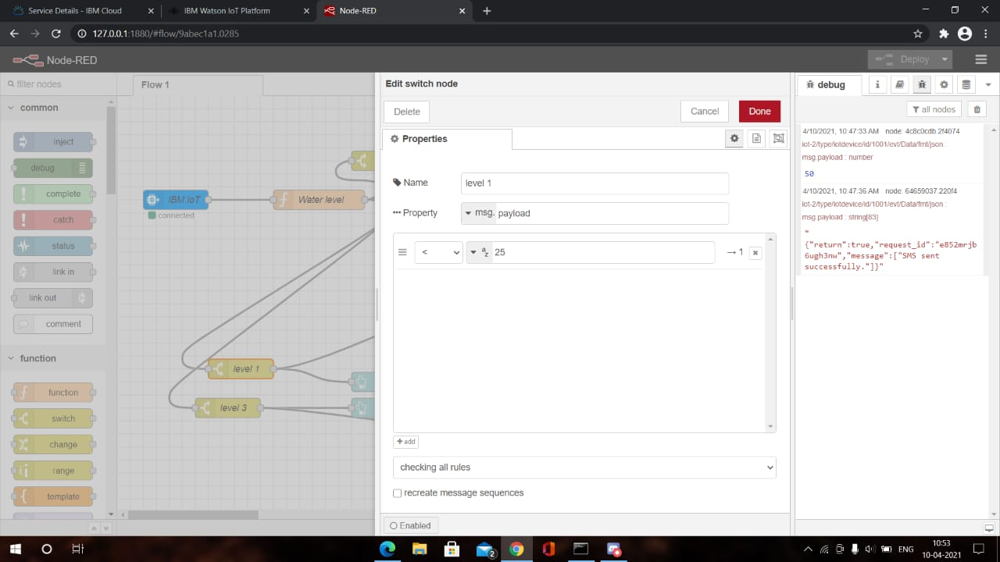 Service Details - IBM Cloud
IBM Watson IoT Platform
Node-RED
127.0.0.1:1880/#flow/9abec1a1.0285
Node-RED
Deploy
filter nodes
Flow 1
Edit switch node
debug
common
Delete
Cancel
Done
all nodes
Properties
inject
debug
complete
catch
status
link in
link out
comment
function
function
switch
change
range
template
IBM IoT
connected
Water level
level 1
level 3
Name
level 1
Property
msg.
payload
<
az
25
→ 1
add
checking all rules
recreate message sequences
Enabled
4/10/2021, 10:47:33 AM node: 4c8c0cdb.2f4074
iot-2/type/iotdevice/id/1001/evt/Data/fmt/json :
msg.payload : number
50
4/10/2021, 10:47:36 AM node: 64659037.220f4
iot-2/type/iotdevice/id/1001/evt/Data/fmt/json :
msg.payload : string[83]
"
{"return":true,"request_id":"e852mrjb
6ugh3nw","message":["SMS sent
successfully."]}"
2
ENG
10:53
10-04-2021